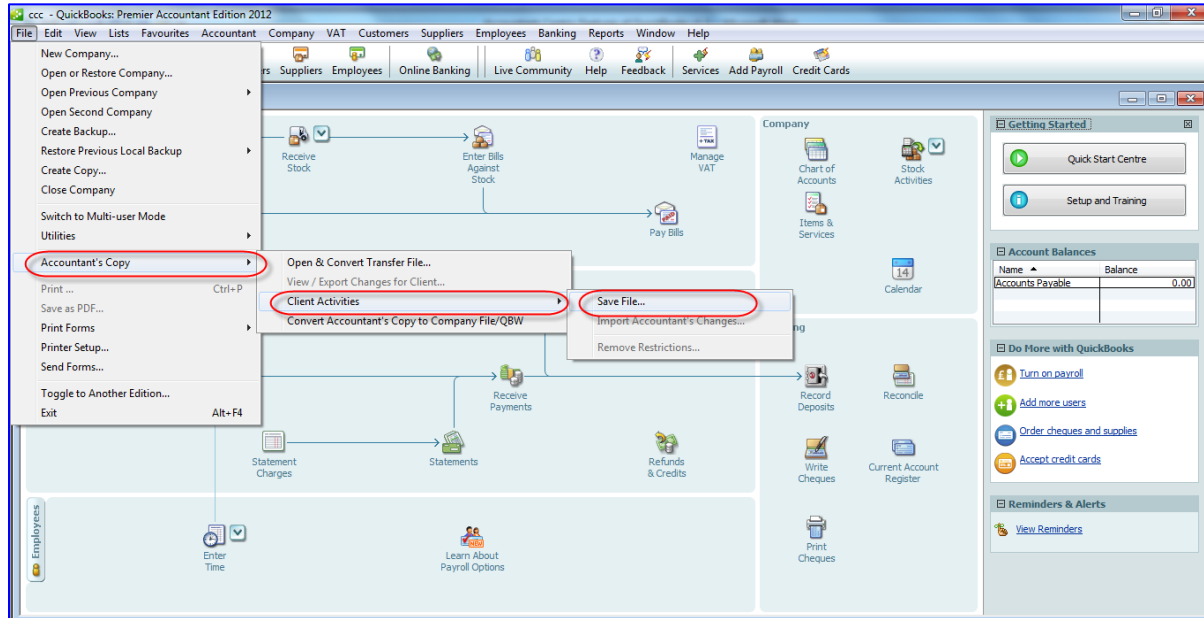 ccc - QuickBooks: Premier Accountant Edition 2012
File Edit View Lists Favourites Accountant Company VAT Customers Suppliers Employees Banking Reports Window Help
rs Suppliers Employees Online Banking Live Community Help Feedback Services Add Payroll Credit Cards
New Company...
Open or Restore Company...
Open Previous Company
Open Second Company
Create Backup...
Restore Previous Local Backup
Create Copy...
Close Company
Switch to Multi-user Mode
Utilities
Accountant's Copy
Print ... Ctrl+P
Save as PDF...
Print Forms
Printer Setup...
Send Forms...
Toggle to Another Edition...
Exit Alt+F4
Open & Convert Transfer File...
View / Export Changes for Client...
Client Activities
Convert Accountant's Copy to Company File/QBW
Save File...
Import Accountant's Changes...
Remove Restrictions...
Receive
Stock
Enter Bills
Against
Stock
+ TAX
Manage
VAT
Pay Bills
Receive
Payments
Statement
Charges
Statements
Refunds
& Credits
Employees
Enter
Time
Learn About
Payroll Options
Company
Chart of
Accounts
Stock
Activities
Items &
Services
14
Calendar
ng
Record
Deposits
Reconcile
Write
Cheques
Current Account
Register
Print
Cheques
Getting Started
Quick Start Centre
Setup and Training
Account Balances
Name Balance
Accounts Payable 0.00
Do More with QuickBooks
Turn on payroll
Add more users
Order cheques and supplies
Accept credit cards
Reminders & Alerts
View Reminders